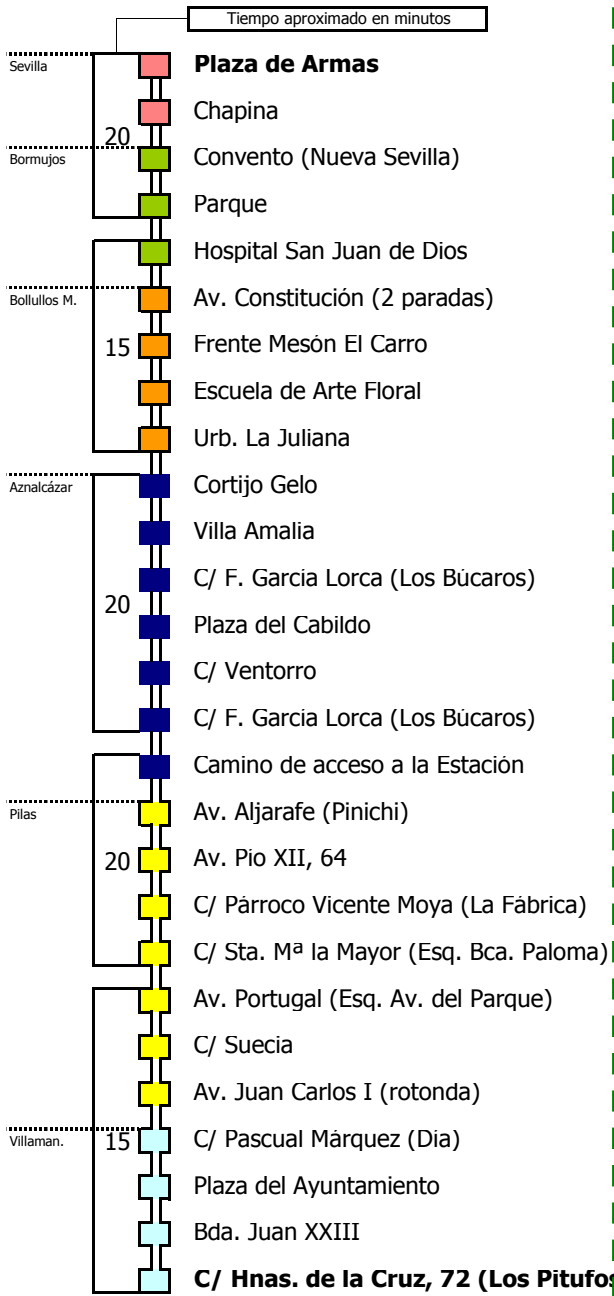 Tiempo aproximado en minutos
Sevilla
Plaza de Armas
Chapina
20
Bormujos
Convento (Nueva Sevilla)
Parque
Hospital San Juan de Dios
Bollullos M.
Av. Constitución (2 paradas)
15
Frente Mesón El Carro
Escuela de Arte Floral
Urb. La Juliana
Aznalcázar
Cortijo Gelo
Villa Amalia
C/ F. García Lorca (Los Búcaros)
20
Plaza del Cabildo
C/ Ventorro
C/ F. García Lorca (Los Búcaros)
Camino de acceso a la Estación
Pilas
Av. Aljarafe (Pinichi)
20
Av. Pio XII, 64
C/ Párroco Vicente Moya (La Fábrica)
C/ Sta. Mª la Mayor (Esq. Bca. Paloma)
Av. Portugal (Esq. Av. del Parque)
C/ Suecia
Av. Juan Carlos I (rotonda)
Villaman.
15
C/ Pascual Márquez (Dia)
Plaza del Ayuntamiento
Bda. Juan XXIII
C/ Hnas. de la Cruz, 72 (Los Pitufos